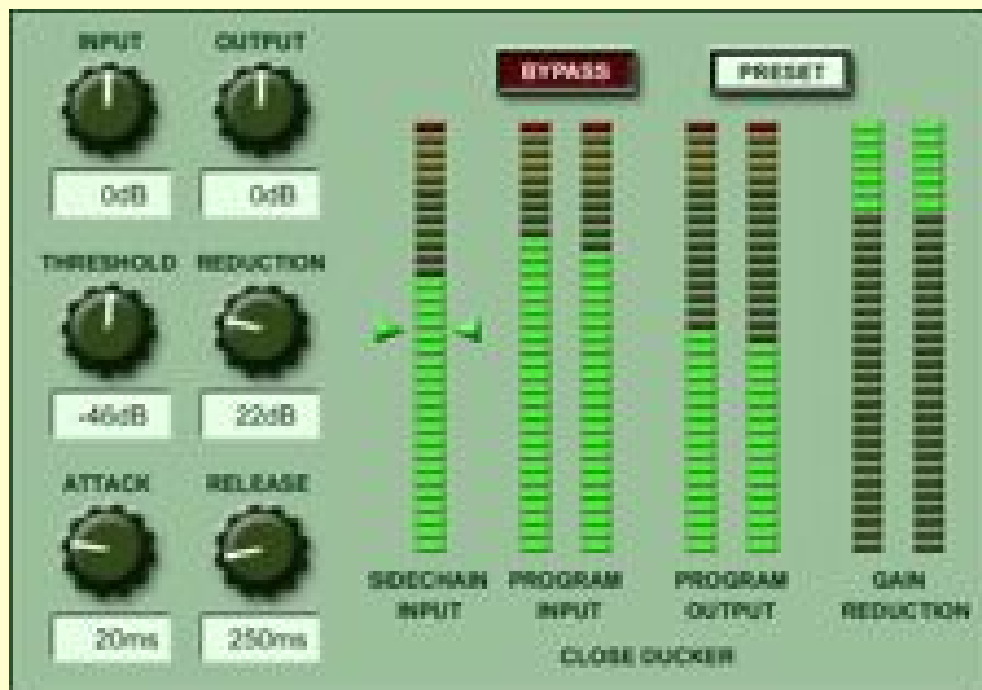 INPUT OUTPUT
BYPASS PRESET
0dB 0dB
THRESHOLD REDUCTION
-46dB 22dB
ATTACK RELEASE
SIDECHAIN INPUT
PROGRAM INPUT
PROGRAM OUTPUT
GAIN REDUCTION
20ms 250ms
CLOSE DUCKER